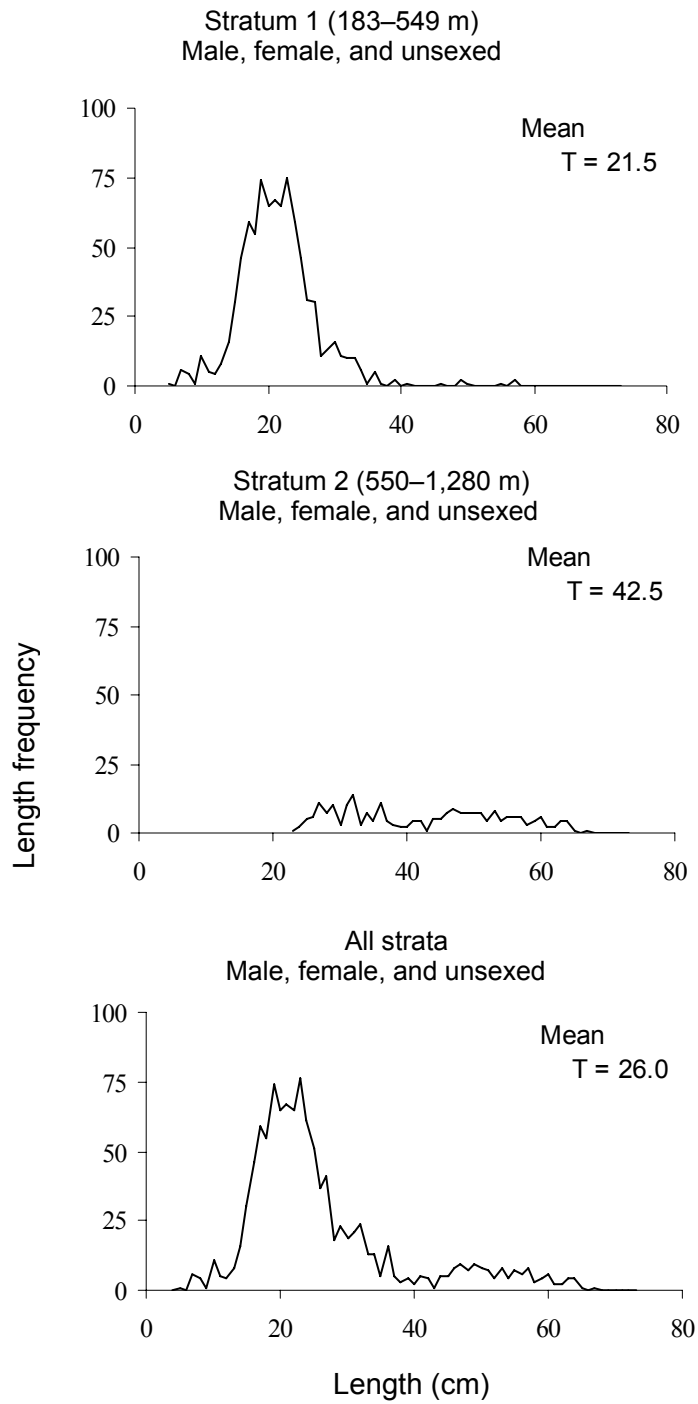 Stratum 1 (183–549 m)
Male, female, and unsexed
Mean
T = 21.5
100
75
50
25
0
0 20 40 60 80
Stratum 2 (550–1,280 m)
Male, female, and unsexed
Mean
T = 42.5
100
75
50
25
0
0 20 40 60 80
Length frequency
All strata
Male, female, and unsexed
Mean
T = 26.0
100
75
50
25
0
0 20 40 60 80
Length (cm)